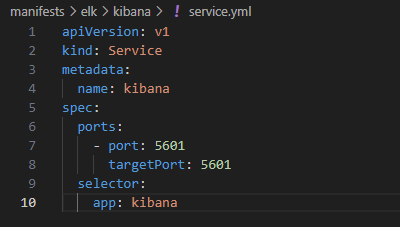 manifests > elk > kibana > ! service.yml
1 apiVersion: v1
2 kind: Service
3 metadata:
4   name: kibana
5 spec:
6   ports:
7     - port: 5601
8       targetPort: 5601
9   selector:
10     app: kibana